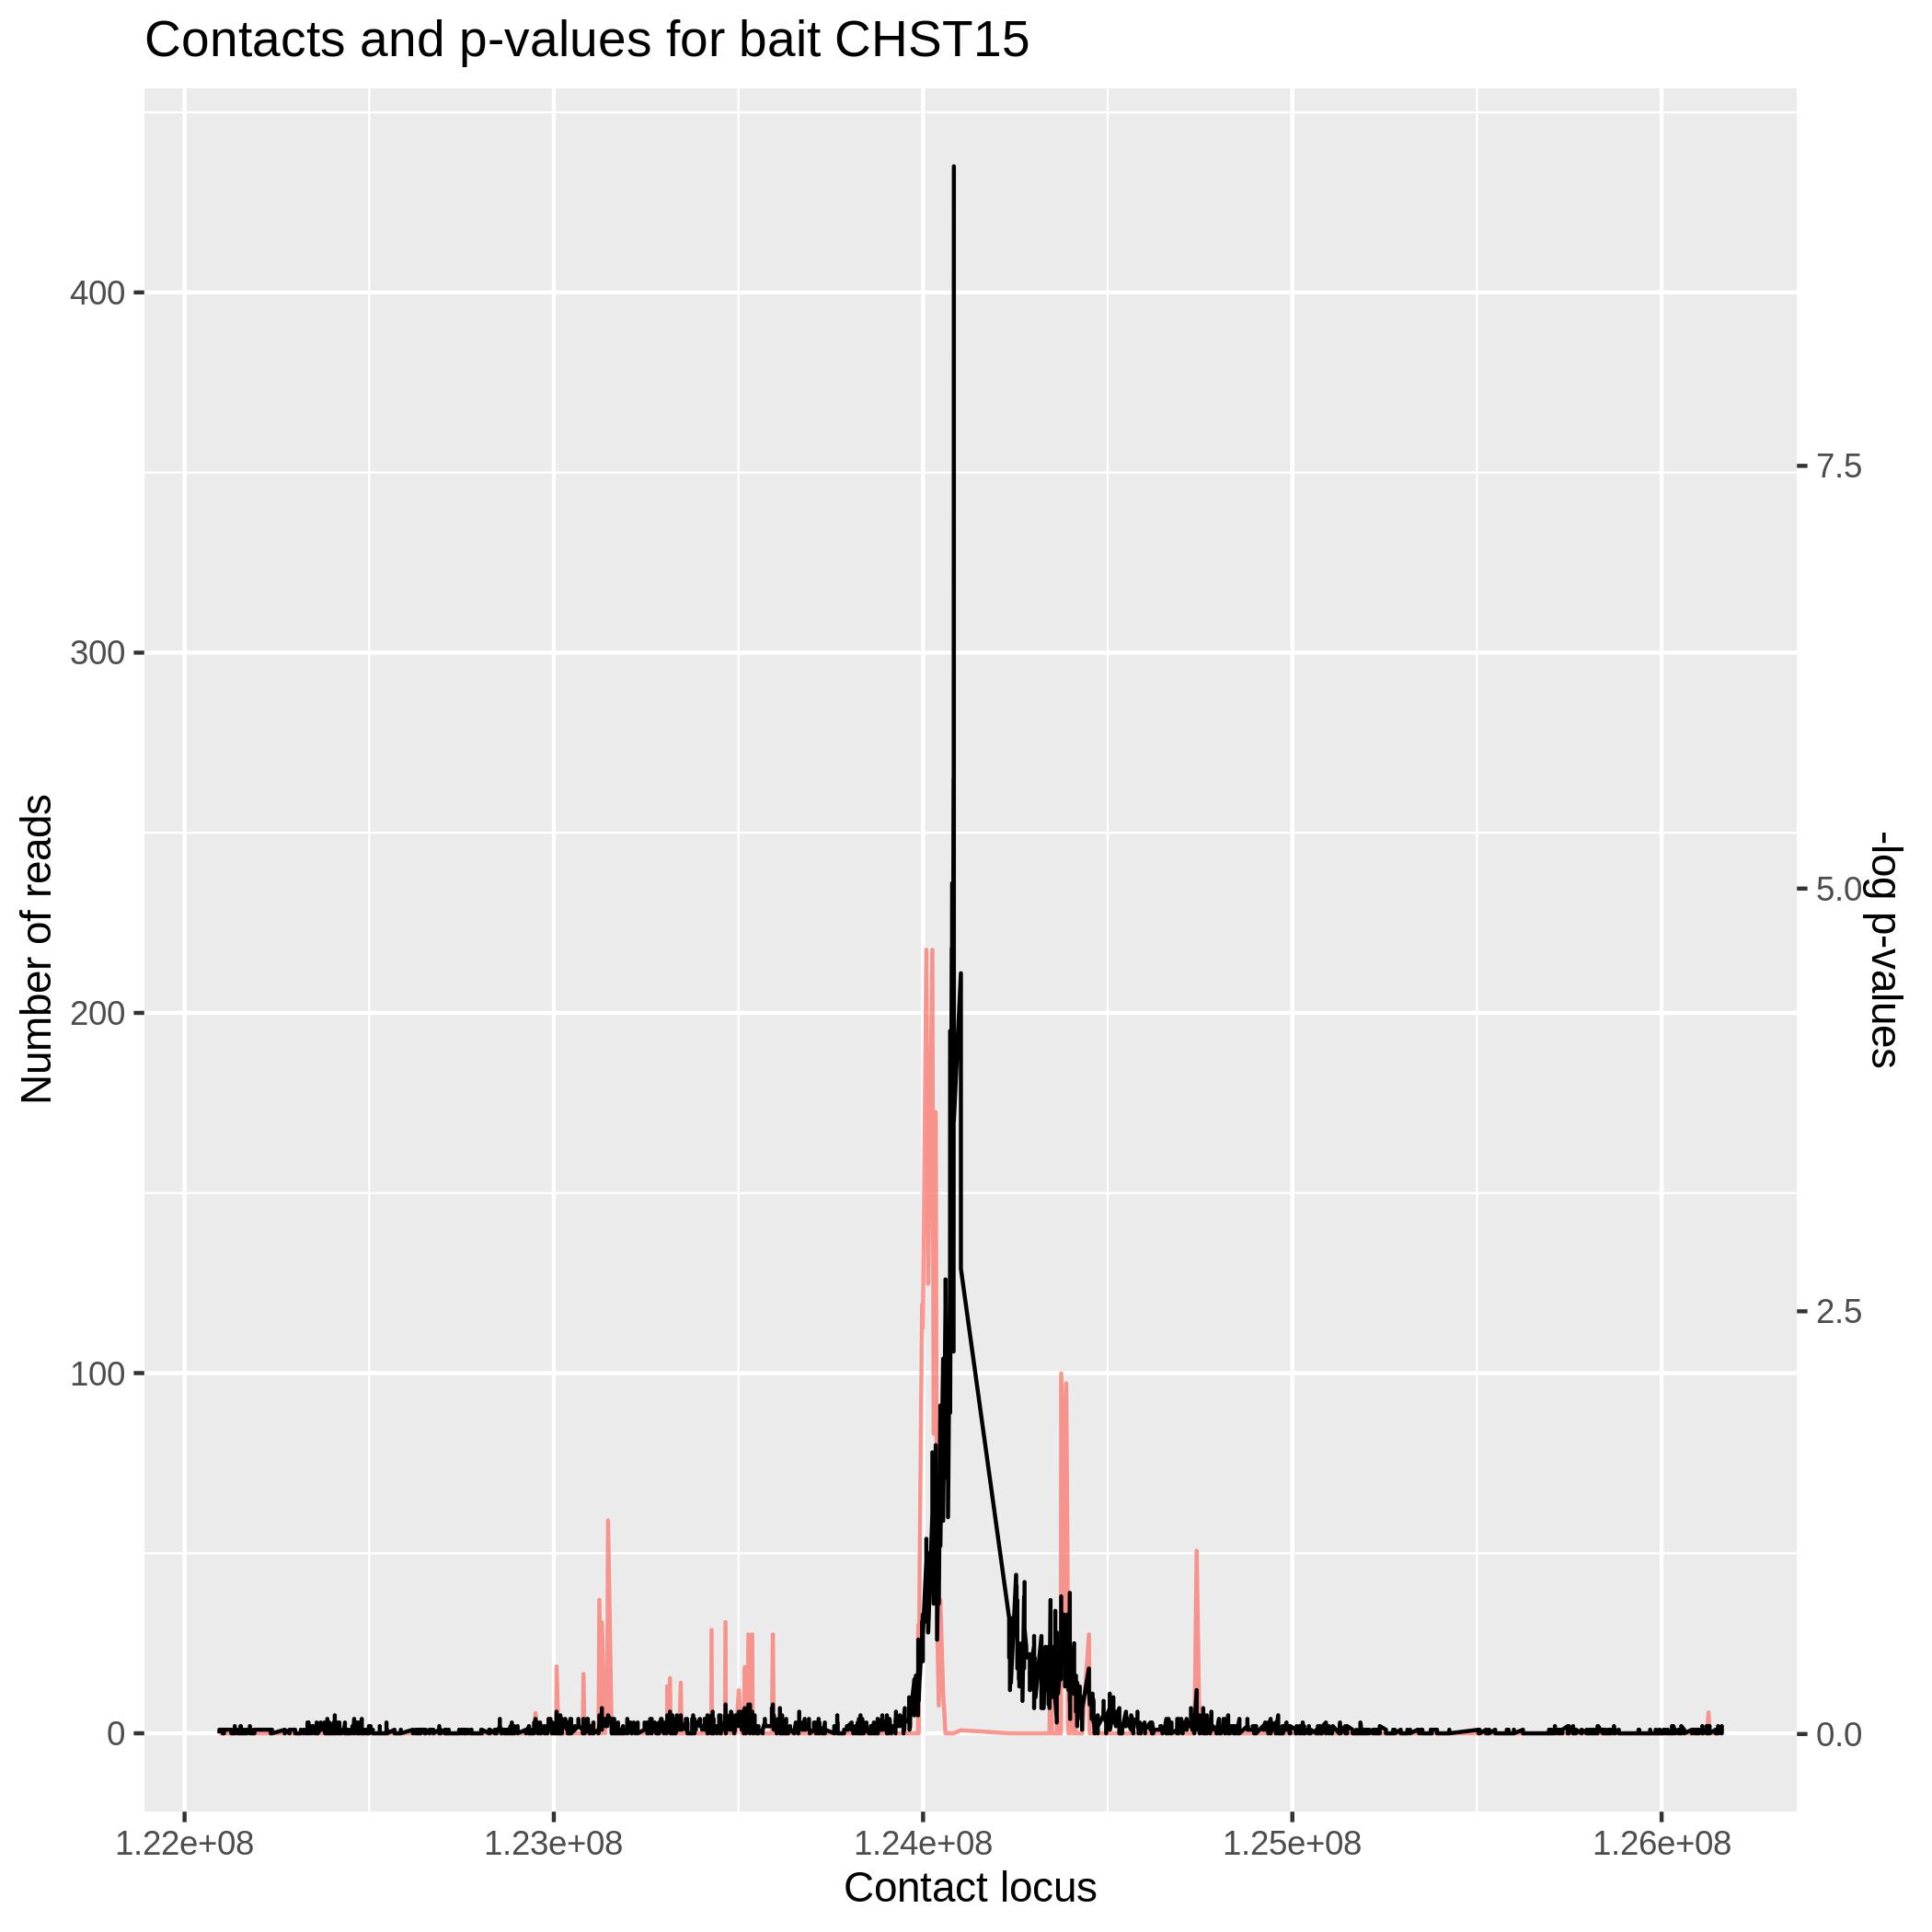 Contacts and p-values for bait CHST15
Number of reads
400
300
200
100
0
7.5
5.0
2.5
0.0
-log p-values
1.22e+08
1.23e+08
1.24e+08
1.25e+08
1.26e+08
Contact locus